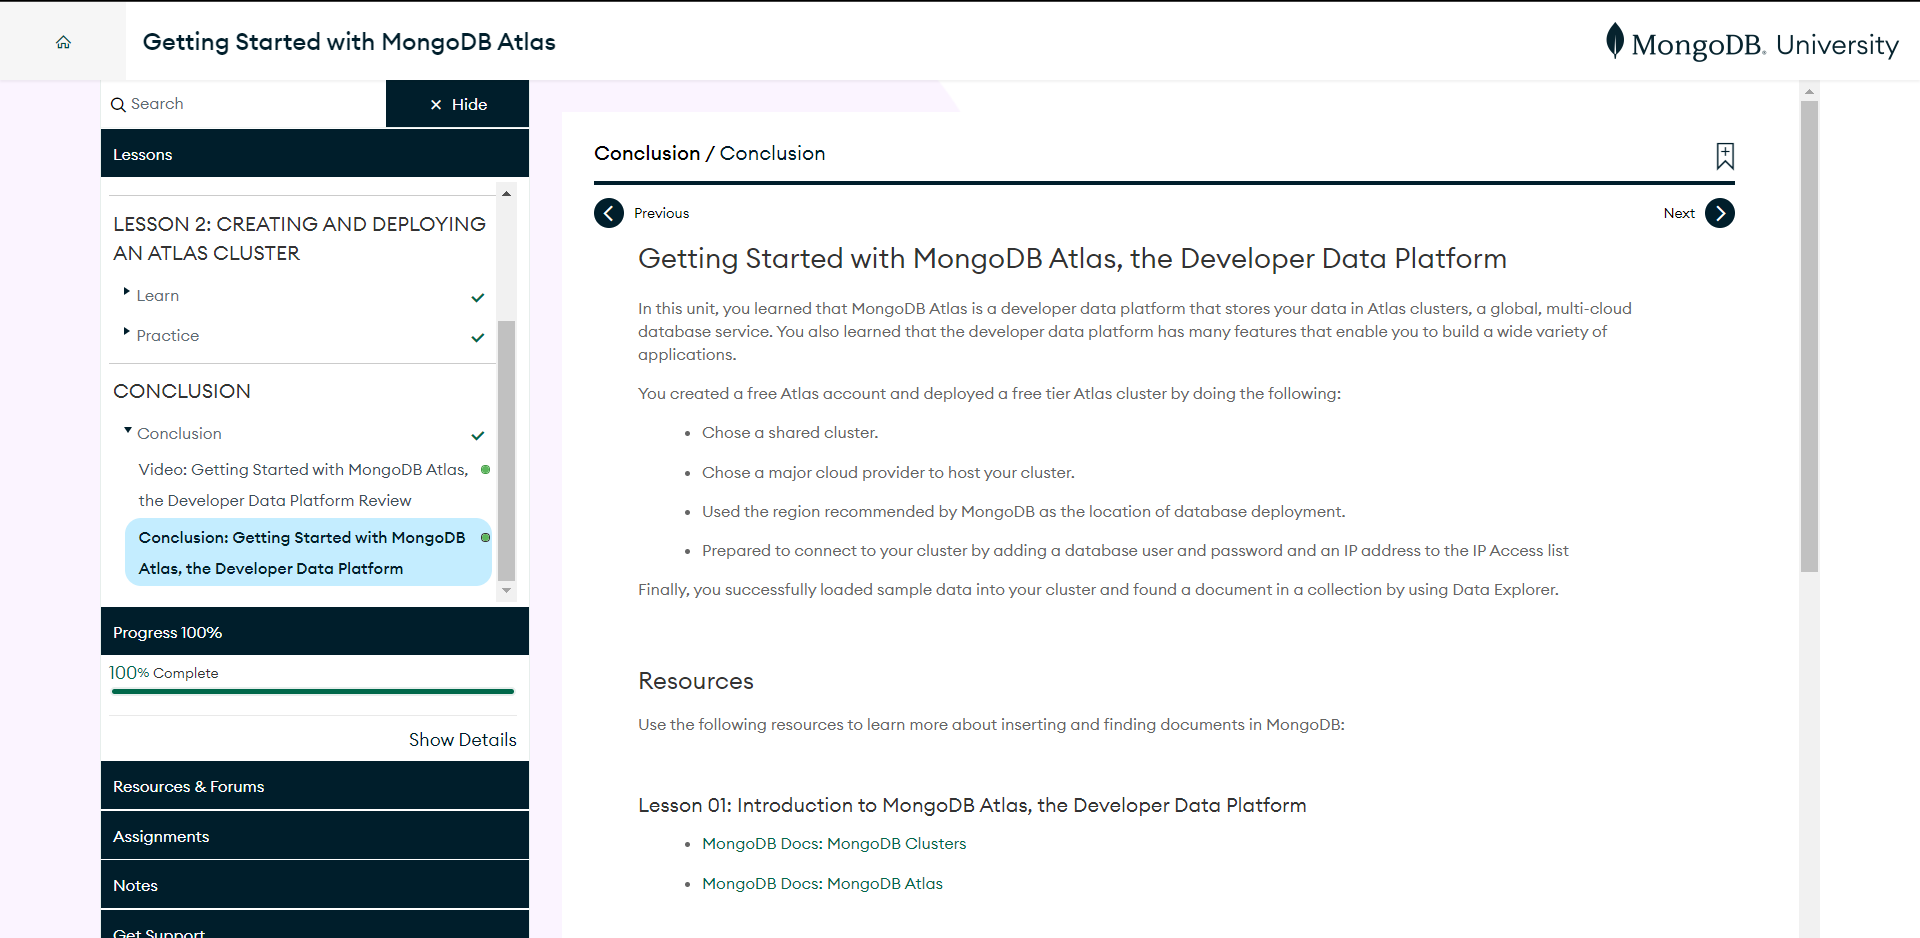 Getting Started with MongoDB Atlas
MongoDB. University
Search
× Hide
Lessons
LESSON 2: CREATING AND DEPLOYING
AN ATLAS CLUSTER
Learn
Practice
CONCLUSION
Conclusion
Video: Getting Started with MongoDB Atlas,
the Developer Data Platform Review
Conclusion: Getting Started with MongoDB
Atlas, the Developer Data Platform
Progress 100%
100% Complete
Show Details
Resources & Forums
Assignments
Notes
Get Support
Conclusion / Conclusion
Previous
Next
Getting Started with MongoDB Atlas, the Developer Data Platform
In this unit, you learned that MongoDB Atlas is a developer data platform that stores your data in Atlas clusters, a global, multi-cloud
database service. You also learned that the developer data platform has many features that enable you to build a wide variety of
applications.
You created a free Atlas account and deployed a free tier Atlas cluster by doing the following:
• Chose a shared cluster.
• Chose a major cloud provider to host your cluster.
• Used the region recommended by MongoDB as the location of database deployment.
• Prepared to connect to your cluster by adding a database user and password and an IP address to the IP Access list
Finally, you successfully loaded sample data into your cluster and found a document in a collection by using Data Explorer.
Resources
Use the following resources to learn more about inserting and finding documents in MongoDB:
Lesson 01: Introduction to MongoDB Atlas, the Developer Data Platform
• MongoDB Docs: MongoDB Clusters
• MongoDB Docs: MongoDB Atlas